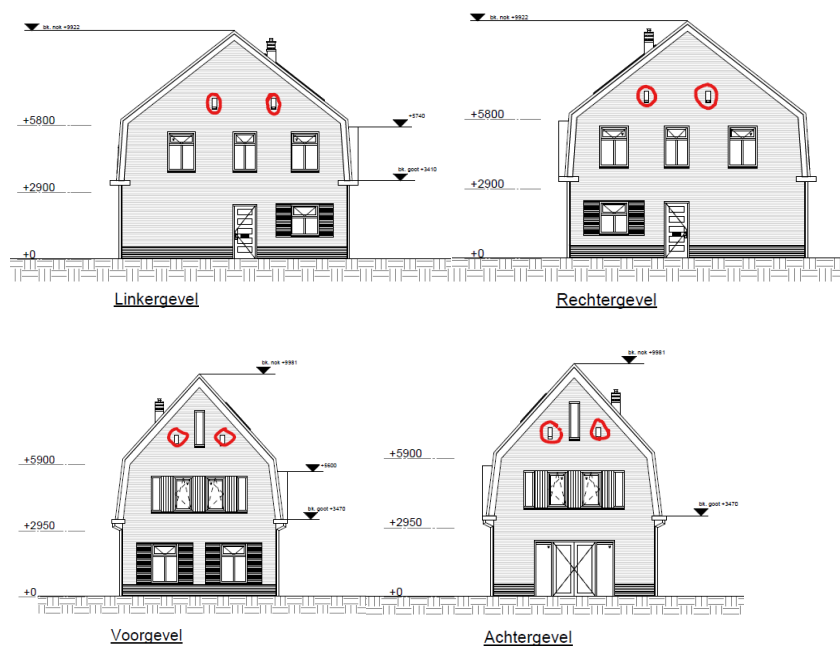 bk. nok +9922
+5800
+5740
bk. goot +3410
+2900
+0
Linkergevel
bk. nok +9922
+5800
+2900
+0
Rechtergevel
bk. nok +9981
+5900
+5600
bk. goot +3470
+2950
+0
Voorgevel
bk. nok +9981
+5900
bk. goot +3470
+2950
+0
Achtergevel